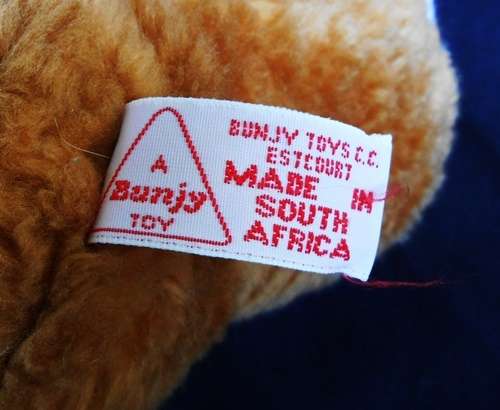 A
Bunjy
TOY
BUNJY TOYS C.C.
ESTCOURT
MADE IN
SOUTH
AFRICA